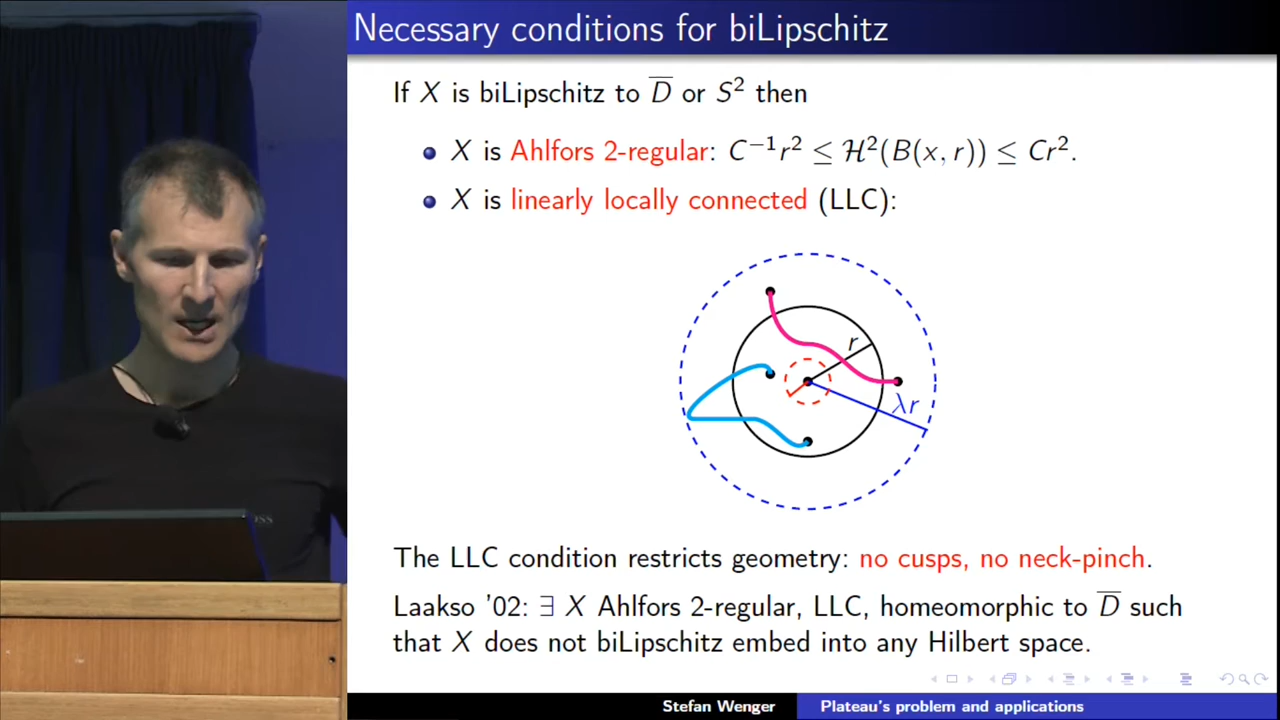 Necessary conditions for biLipschitz
If X is biLipschitz to D̅ or S² then
X is Ahlfors 2-regular: C⁻¹r² ≤ ℋ²(B(x, r)) ≤ Cr².
X is linearly locally connected (LLC):
r
λr
The LLC condition restricts geometry: no cusps, no neck-pinch.
Laakso '02: ∃ X Ahlfors 2-regular, LLC, homeomorphic to D̅ such
that X does not biLipschitz embed into any Hilbert space.
Stefan Wenger
Plateau's problem and applications